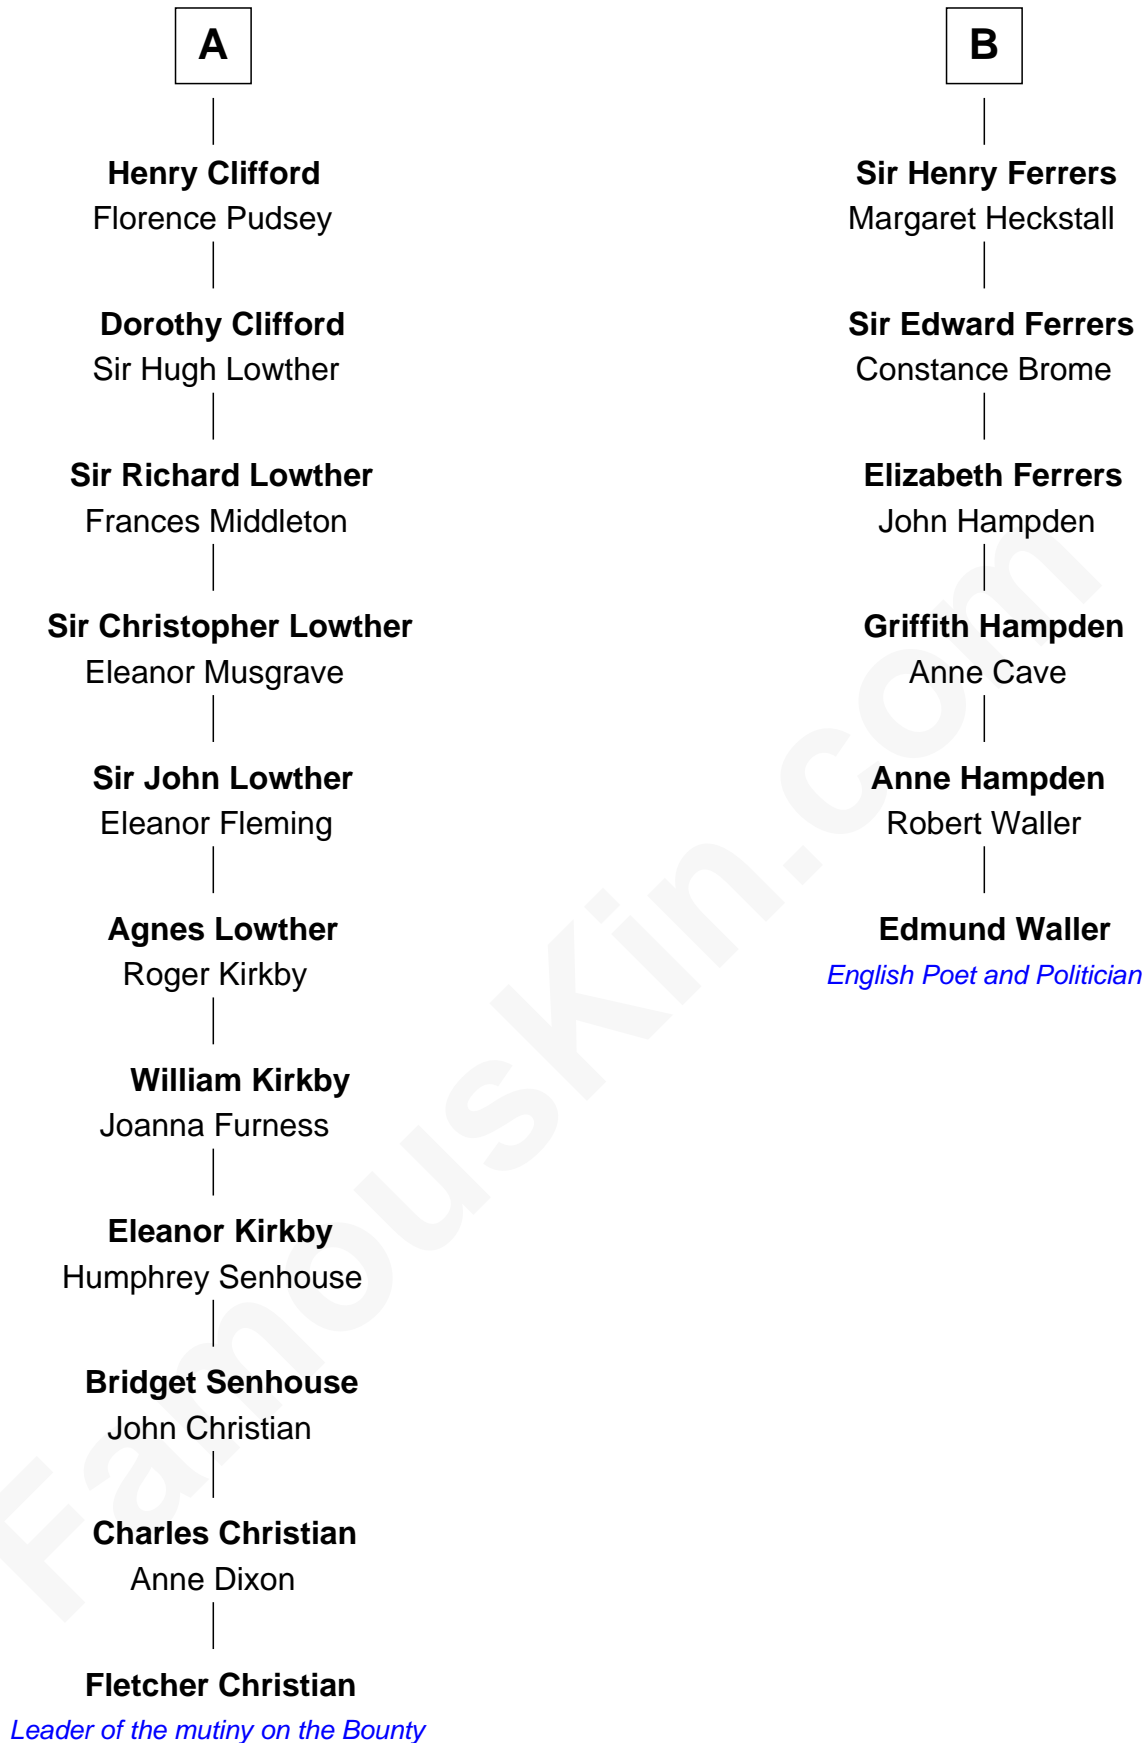 A
Henry Clifford
Florence Pudsey
Dorothy Clifford
Sir Hugh Lowther
Sir Richard Lowther
Frances Middleton
Sir Christopher Lowther
Eleanor Musgrave
Sir John Lowther
Eleanor Fleming
Agnes Lowther
Roger Kirkby
William Kirkby
Joanna Furness
Eleanor Kirkby
Humphrey Senhouse
Bridget Senhouse
John Christian
Charles Christian
Anne Dixon
Fletcher Christian
Leader of the mutiny on the Bounty
B
Sir Henry Ferrers
Margaret Heckstall
Sir Edward Ferrers
Constance Brome
Elizabeth Ferrers
John Hampden
Griffith Hampden
Anne Cave
Anne Hampden
Robert Waller
Edmund Waller
English Poet and Politician
FamousKin.com